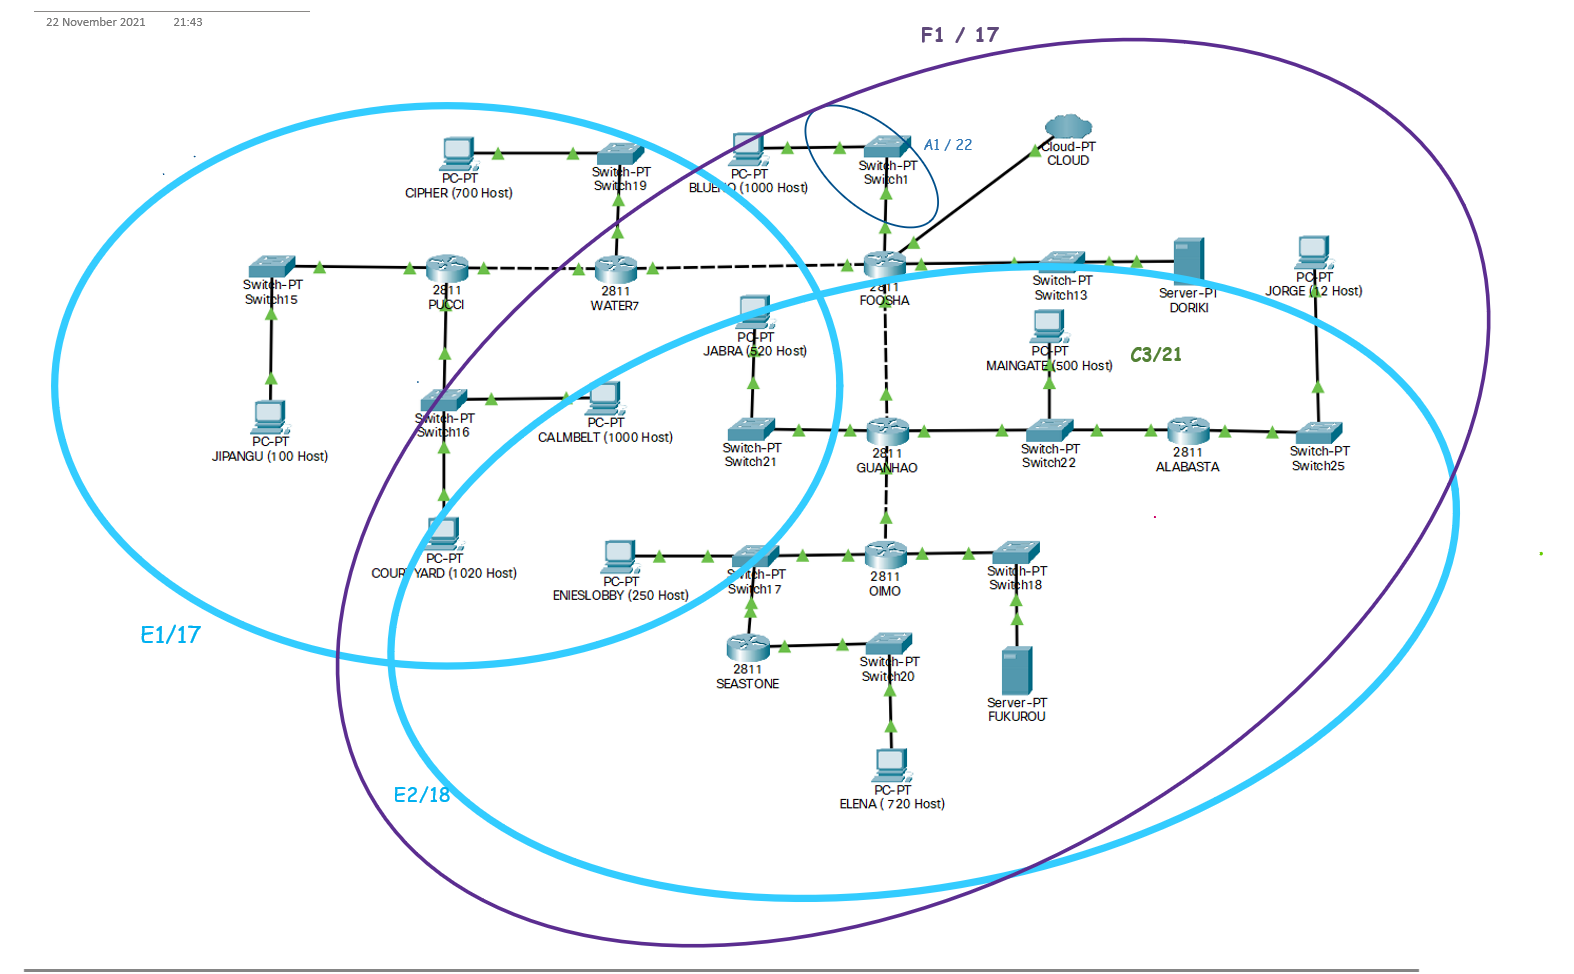 22 November 2021 21:43
F1 / 17
A1 / 22
Cloud-PT
CLOUD
Switch-PT
Switch19
PC-PT
CIPHER (700 Host)
PC-PT
BLUENO (1000 Host)
Switch-PT
Switch1
Switch-PT
Switch15
2811
PUCCI
2811
WATER7
2811
FOOSHA
Switch-PT
Switch13
Server-PT
DORIKI
PC-PT
JORGE (12 Host)
PC-PT
JABRA (520 Host)
PC-PT
MAINGATE (500 Host)
C3/21
Switch-PT
Switch16
PC-PT
CALMBELT (1000 Host)
PC-PT
JIPANGU (100 Host)
Switch-PT
Switch21
2811
GUANHAO
Switch-PT
Switch22
2811
ALABASTA
Switch-PT
Switch25
PC-PT
COURTYARD (1020 Host)
PC-PT
ENIESLOBBY (250 Host)
Switch-PT
Switch17
2811
OIMO
Switch-PT
Switch18
E1/17
2811
SEASTONE
Switch-PT
Switch20
Server-PT
FUKUROU
E2/18
PC-PT
ELENA ( 720 Host)